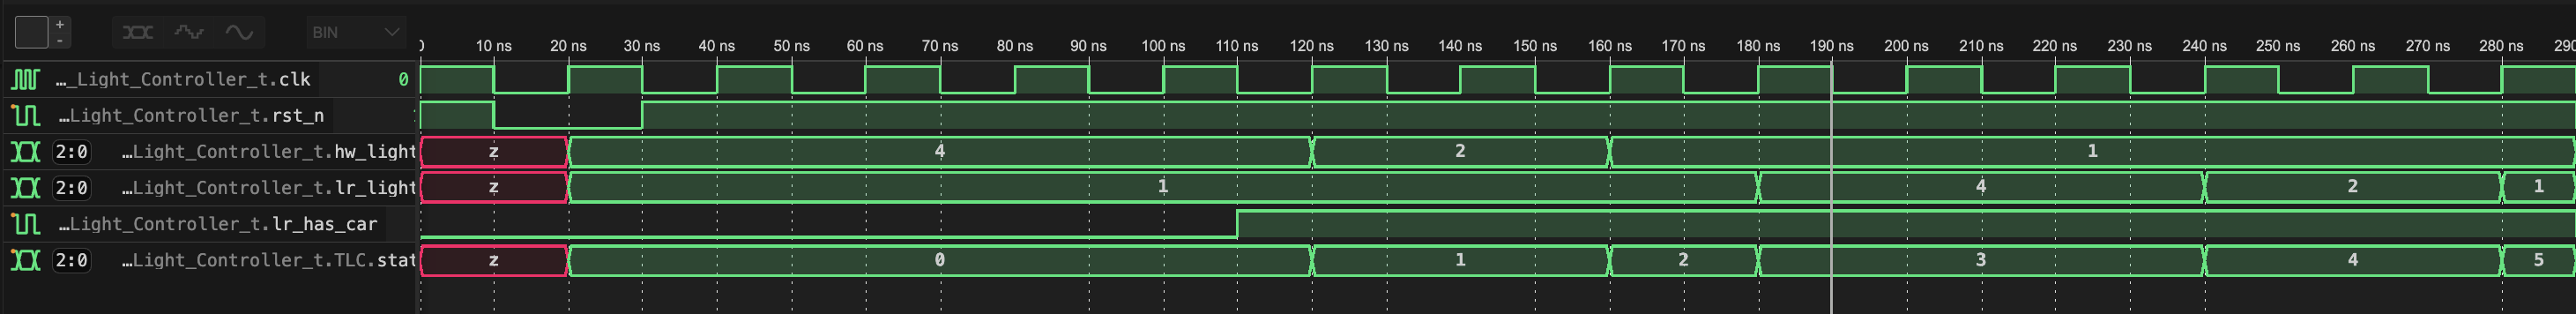 +
-
BIN
0 10 ns 20 ns 30 ns 40 ns 50 ns 60 ns 70 ns 80 ns 90 ns 100 ns 110 ns 120 ns 130 ns 140 ns 150 ns 160 ns 170 ns 180 ns 190 ns 200 ns 210 ns 220 ns 230 ns 240 ns 250 ns 260 ns 270 ns 280 ns 290
…_Light_Controller_t.clk 0
…Light_Controller_t.rst_n
2:0 …Light_Controller_t.hw_light z 4 2 1
2:0 …Light_Controller_t.lr_light z 1 4 2 1
…Light_Controller_t.lr_has_car
2:0 …Light_Controller_t.TLC.stat z 0 1 2 3 4 5